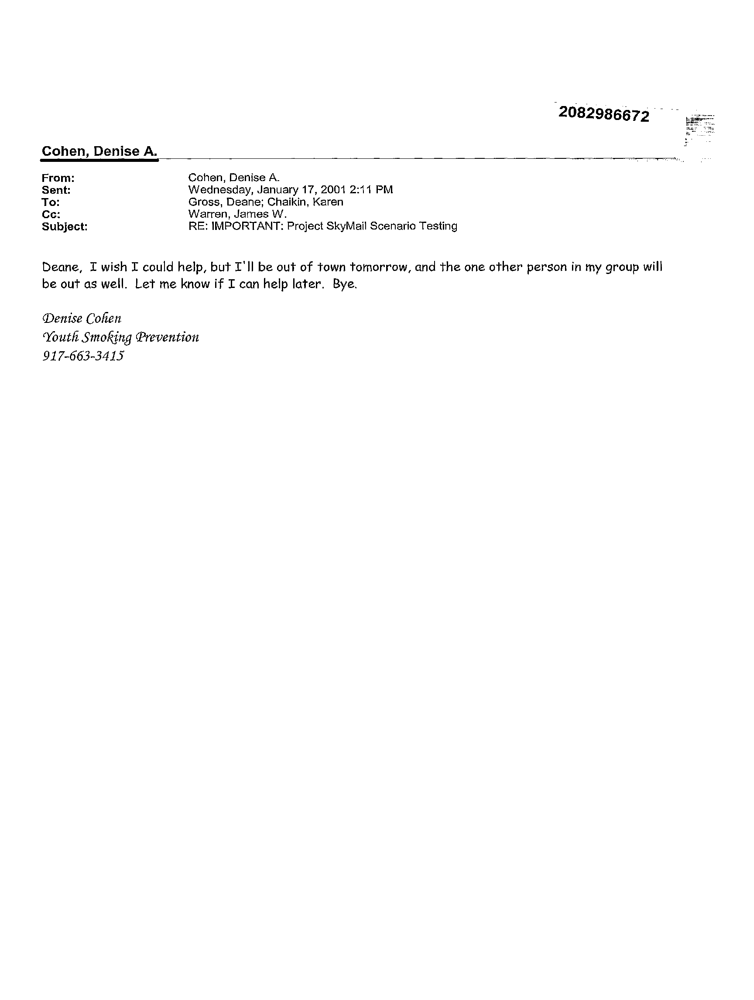 2082986672
Cohen, Denise A.
From: Cohen, Denise A.
Sent: Wednesday, January 17, 2001 2:11 PM
To: Gross, Deane; Chaikin, Karen
Cc: Warren, James W.
Subject: RE: IMPORTANT: Project SkyMail Scenario Testing
Deane, I wish I could help, but I'll be out of town tomorrow, and the one other person in my group will
be out as well. Let me know if I can help later. Bye.
Denise Cohen
Youth Smoking Prevention
917-663-3415